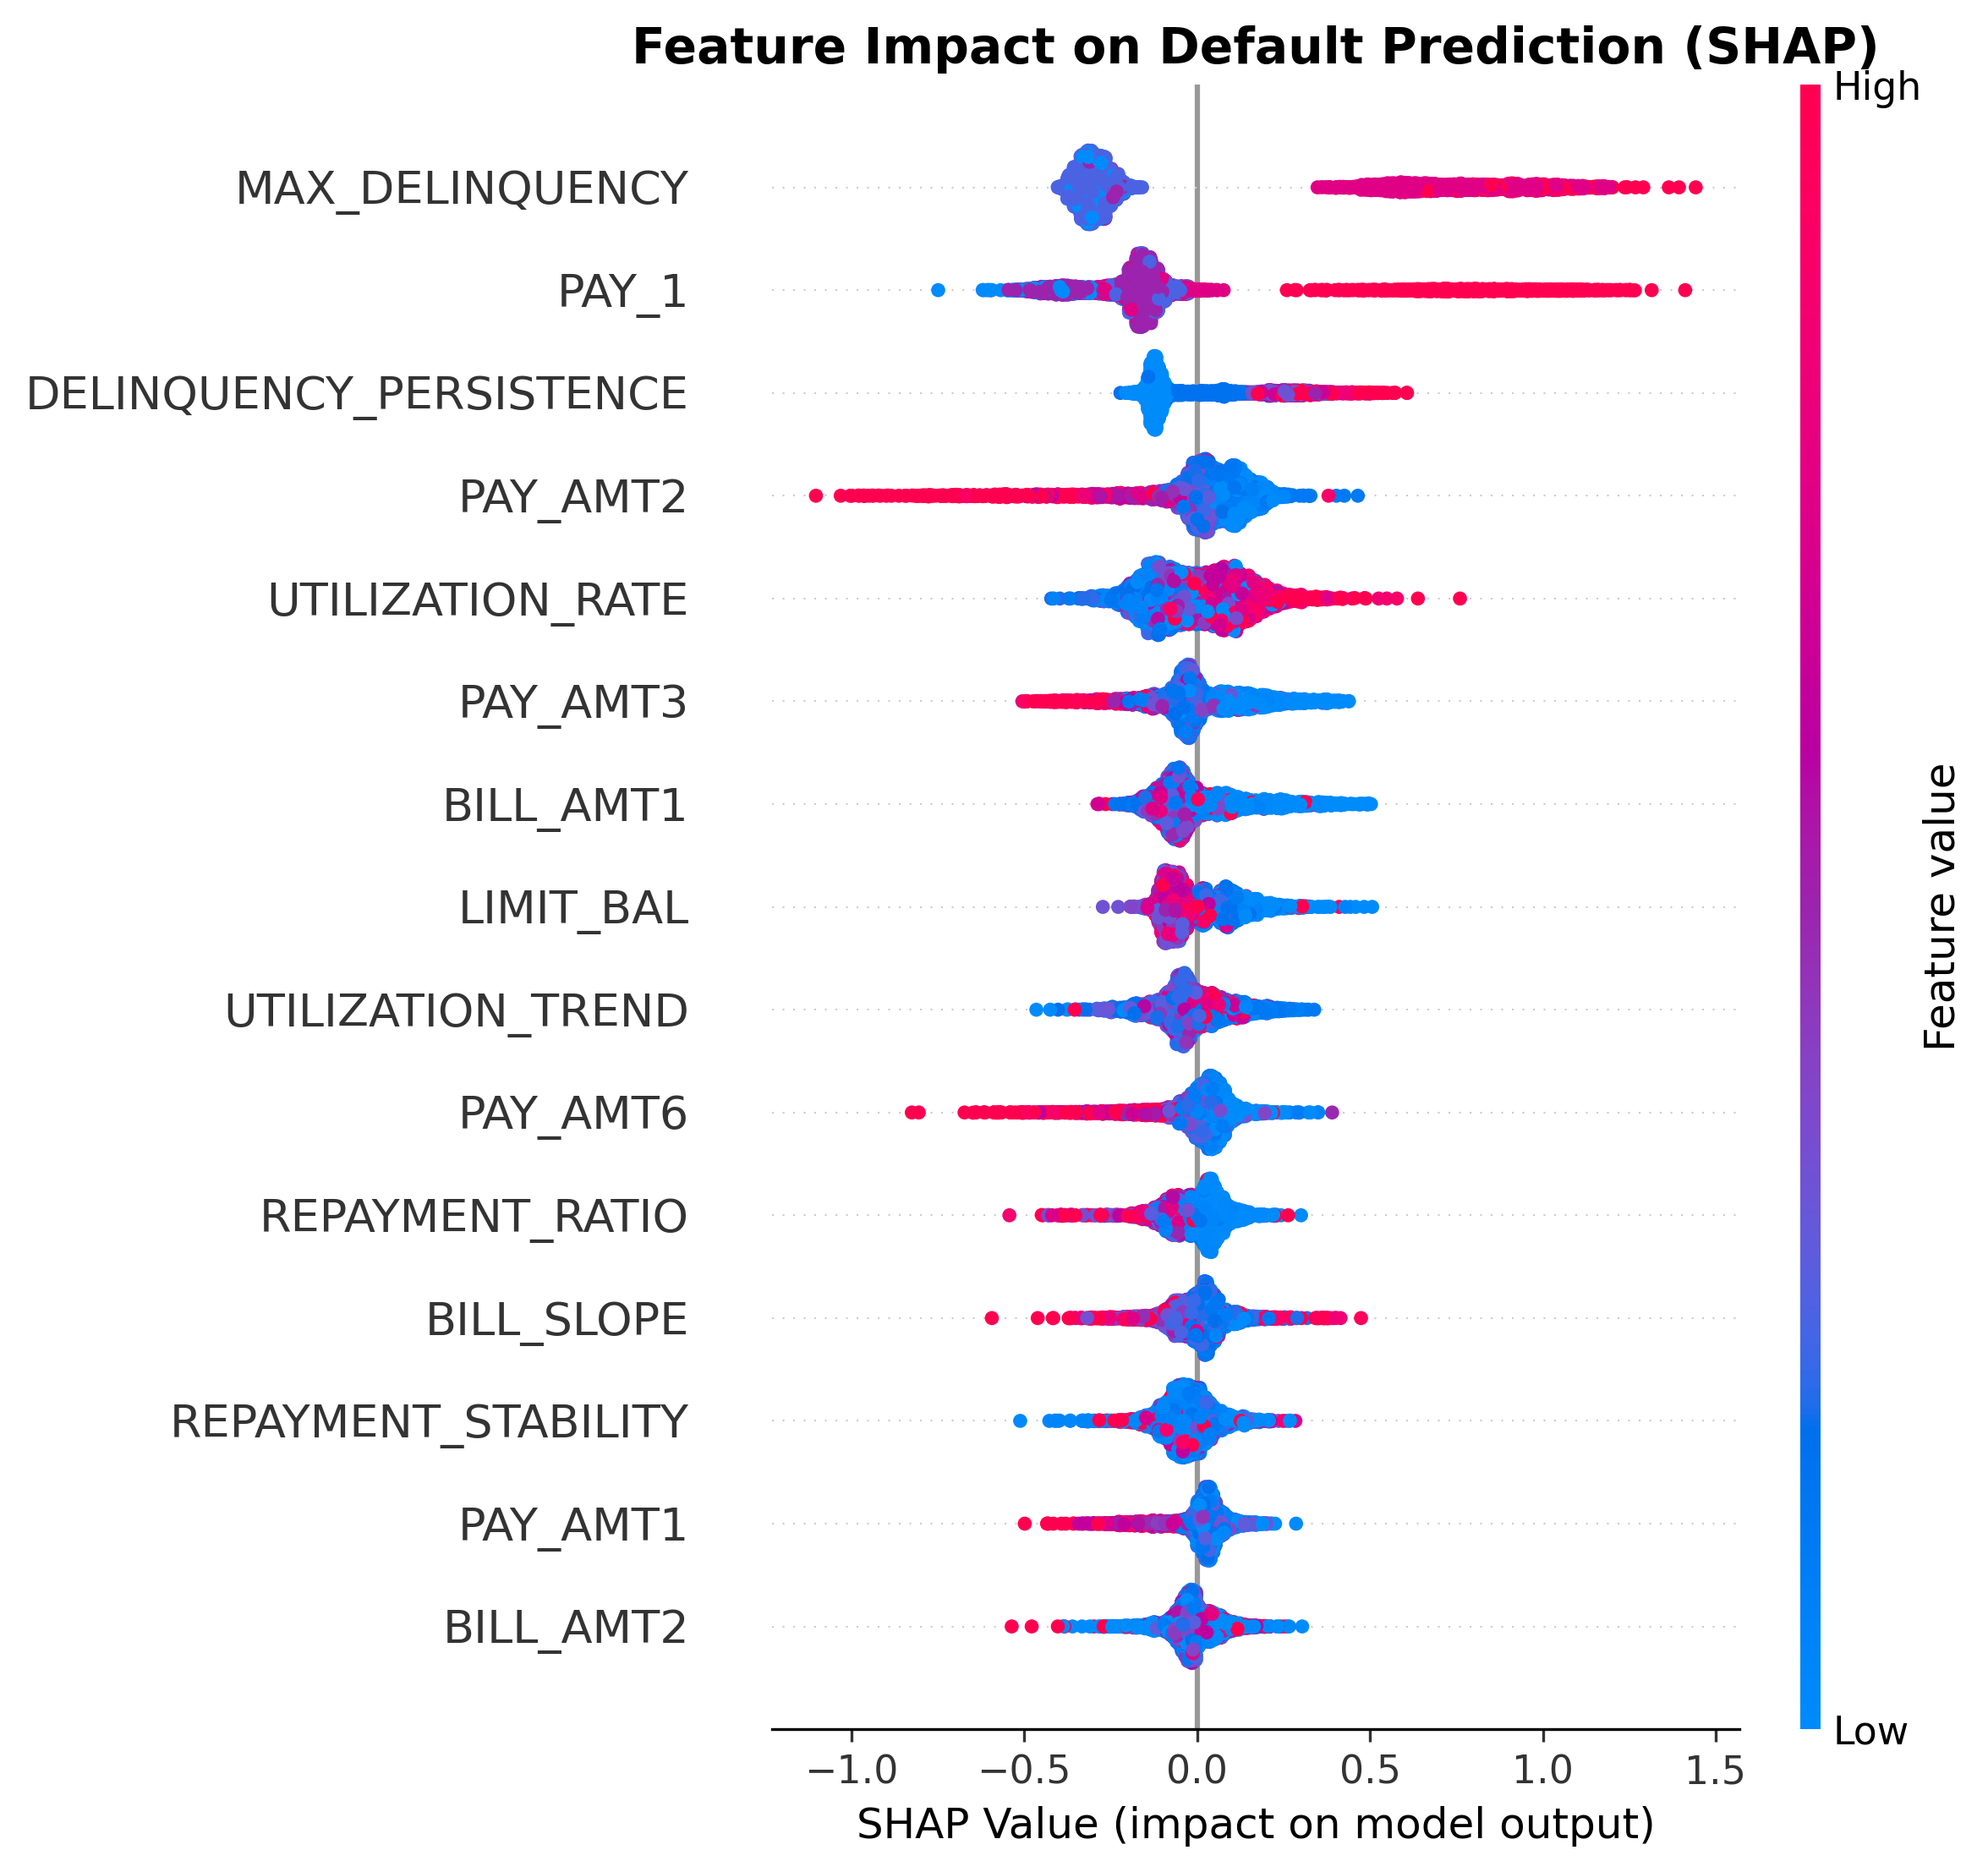 Feature Impact on Default Prediction (SHAP)
High
MAX_DELINQUENCY
PAY_1
DELINQUENCY_PERSISTENCE
PAY_AMT2
UTILIZATION_RATE
PAY_AMT3
BILL_AMT1
LIMIT_BAL
UTILIZATION_TREND
PAY_AMT6
REPAYMENT_RATIO
BILL_SLOPE
REPAYMENT_STABILITY
PAY_AMT1
BILL_AMT2
Feature value
Low
−1.0 −0.5 0.0 0.5 1.0 1.5
SHAP Value (impact on model output)